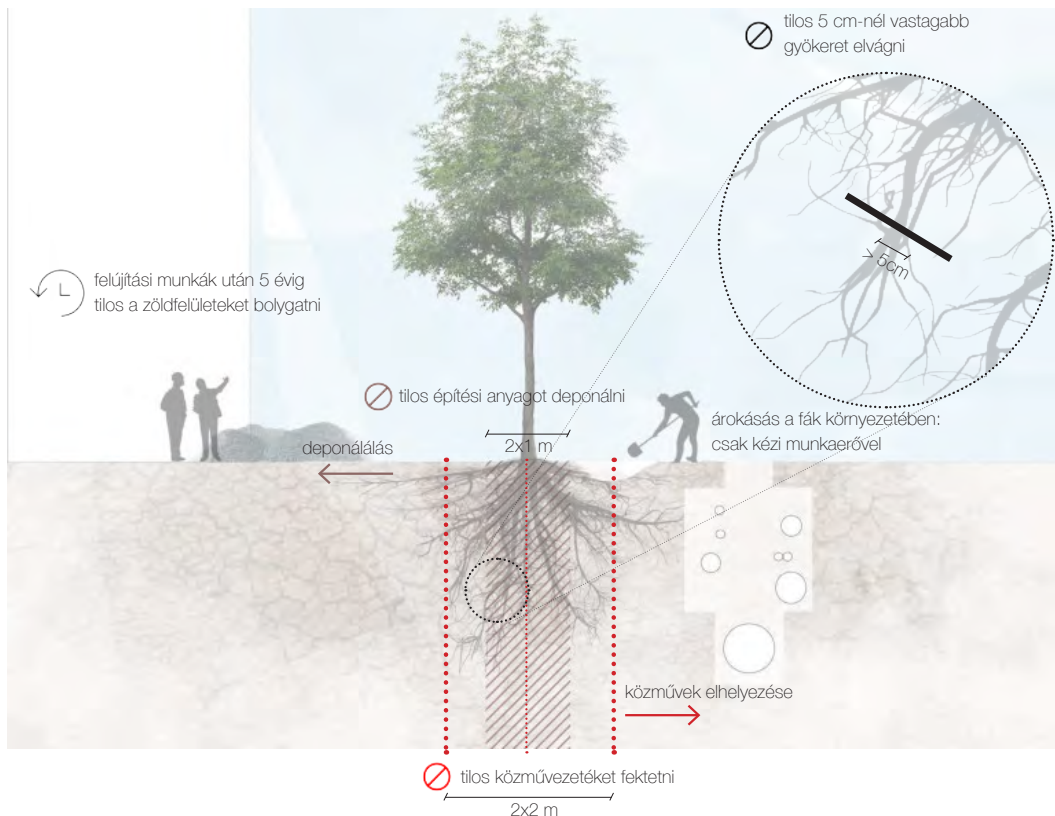 tilos 5 cm-nél vastagabb
gyökeret elvágni
> 5cm
felújítási munkák után 5 évig
tilos a zöldfelületeket bolygatni
tilos építési anyagot deponálni
árokásás a fák környezetében:
csak kézi munkaerővel
2x1 m
deponálálás
közművek elhelyezése
tilos közművezetéket fektetni
2x2 m